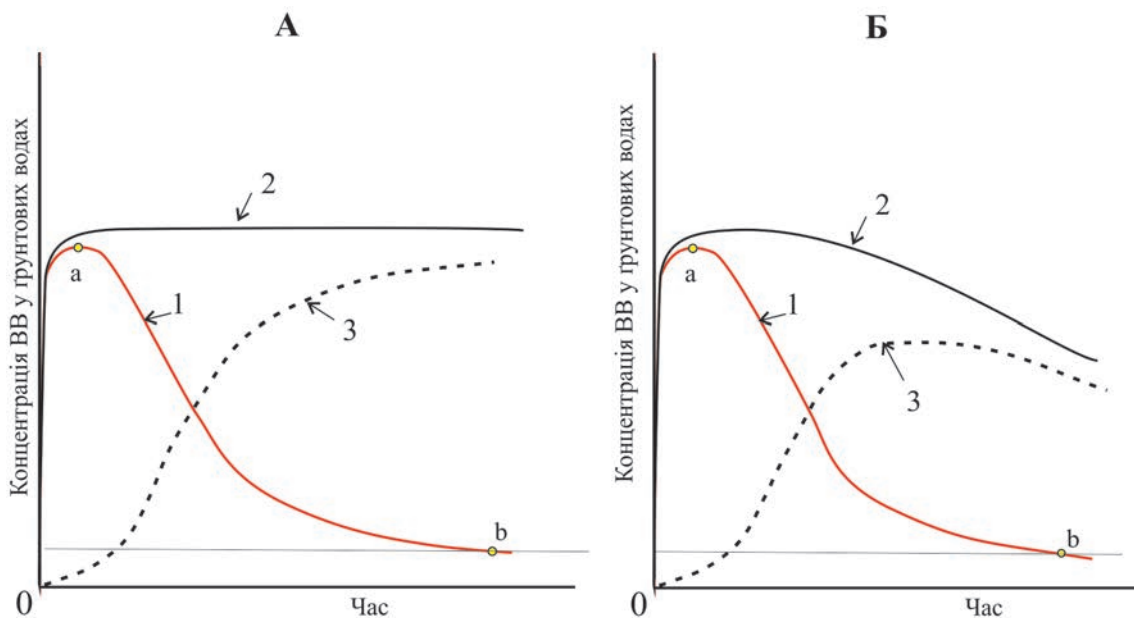 А
Концентрація ВВ у грунтових водах
2
a
1
3
b
0
Час
Б
Концентрація ВВ у грунтових водах
2
a
1
3
b
0
Час